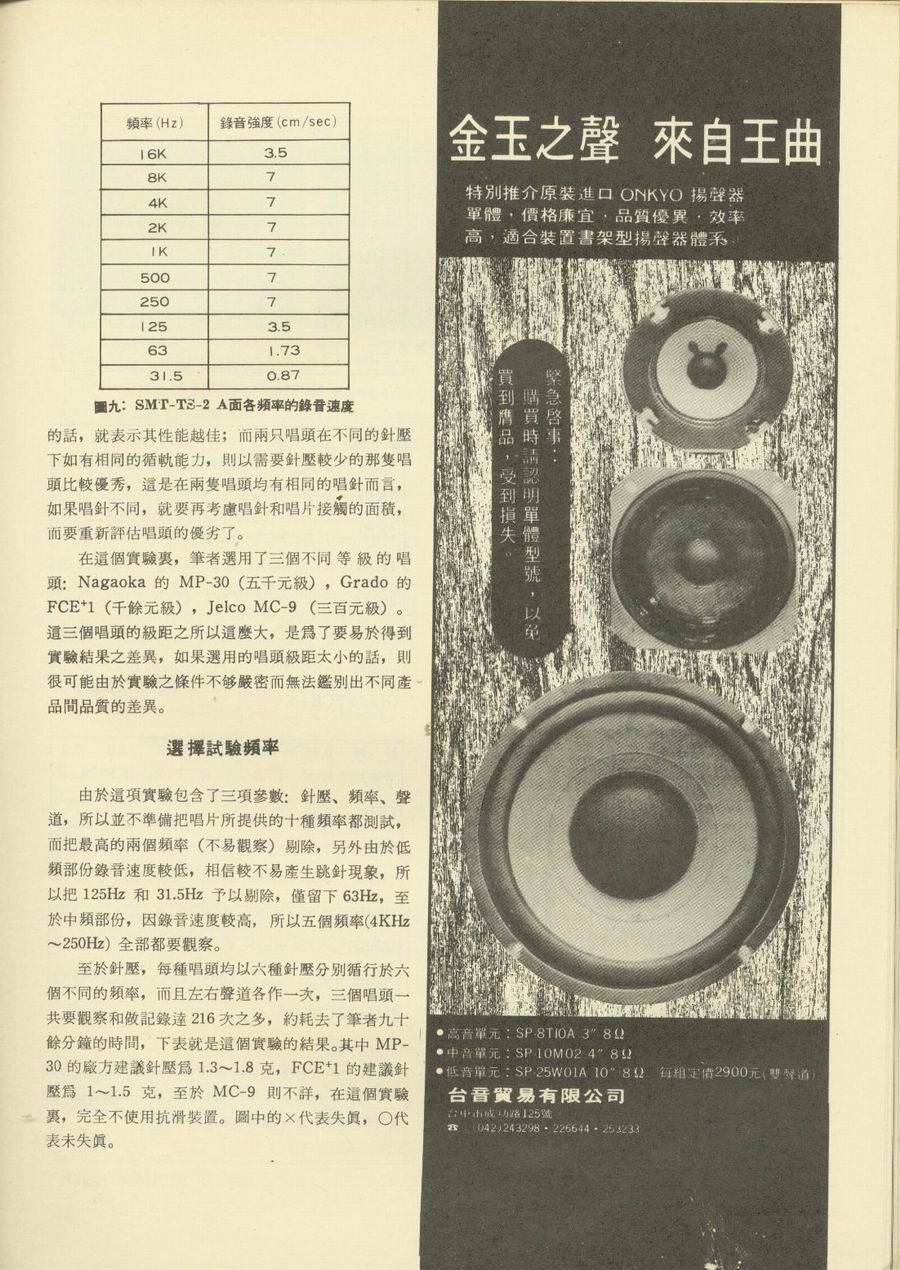 頻率(Hz) 錄音強度(cm/sec)
16K 3.5
8K 7
4K 7
2K 7
1K 7
500 7
250 7
125 3.5
63 1.73
31.5 0.87
圖九: SMT-TS-2 A面各頻率的錄音速度
的話，就表示其性能越佳；而兩只唱頭在不同的針壓
下如有相同的循軌能力，則以需要針壓較少的那隻唱
頭比較優秀，這是在兩隻唱頭均有相同的唱針而言，
如果唱針不同，就要再考慮唱針和唱片接觸的面積，
而要重新評估唱頭的優劣了。
在這個實驗裏，筆者選用了三個不同等級的唱
頭: Nagaoka 的 MP-30（五千元級）, Grado 的
FCE+1（千餘元級）, Jelco MC-9 （三百元級）。
這三個唱頭的級距之所以這麼大，是爲了要易於得到
實驗結果之差異，如果選用的唱頭級距太小的話，則
很可能由於實驗之條件不够嚴密而無法鑑別出不同產
品間品質的差異。
選擇試驗頻率
由於這項實驗包含了三項參數: 針壓、頻率、聲
道，所以並不準備把唱片所提供的十種頻率都測試，
而把最高的兩個頻率（不易觀察）剔除，另外由於低
頻部份錄音速度較低，相信較不易產生跳針現象，所
以把 125Hz 和 31.5Hz 予以剔除，僅留下 63Hz，至
於中頻部份，因錄音速度較高，所以五個頻率(4KHz
～250Hz) 全部都要觀察。
至於針壓，每種唱頭均以六種針壓分別循行於六
個不同的頻率，而且左右聲道各作一次，三個唱頭一
共要觀察和做記錄達 216 次之多，約耗去了筆者九十
餘分鐘的時間，下表就是這個實驗的結果。其中 MP-
30 的廠方建議針壓爲 1.3～1.8 克，FCE+1 的建議針
壓爲 1～1.5 克，至於 MC-9 則不詳，在這個實驗
裏，完全不使用抗滑裝置。圖中的×代表失眞，○代
表未失眞。
金玉之聲 來自王曲
特別推介原裝進口 ONKYO 揚聲器
單體，價格廉宜，品質優異，效率
高，適合裝置書架型揚聲器體系。
緊急啓事：
購買時請認明單體型號，以免
買到贋品，受到損失。
●高音單元：SP-8T10A 3″ 8Ω
●中音單元：SP-10M02 4″ 8Ω
●低音單元：SP-25W01A 10″ 8Ω 每組定價2900元(雙聲道)
台音貿易有限公司
台中市成功路125號
☎：(042)243298・226644・253233